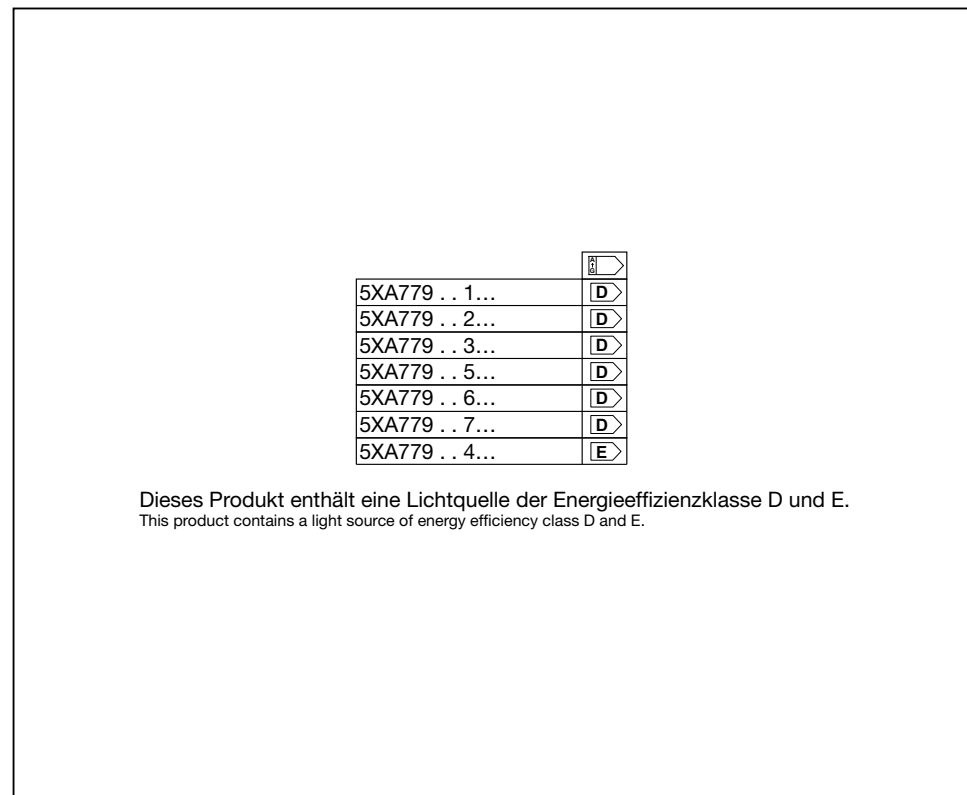 A
G
5XA779 . . 1... D
5XA779 . . 2... D
5XA779 . . 3... D
5XA779 . . 5... D
5XA779 . . 6... D
5XA779 . . 7... D
5XA779 . . 4... E
Dieses Produkt enthält eine Lichtquelle der Energieeffizienzklasse D und E.
This product contains a light source of energy efficiency class D and E.